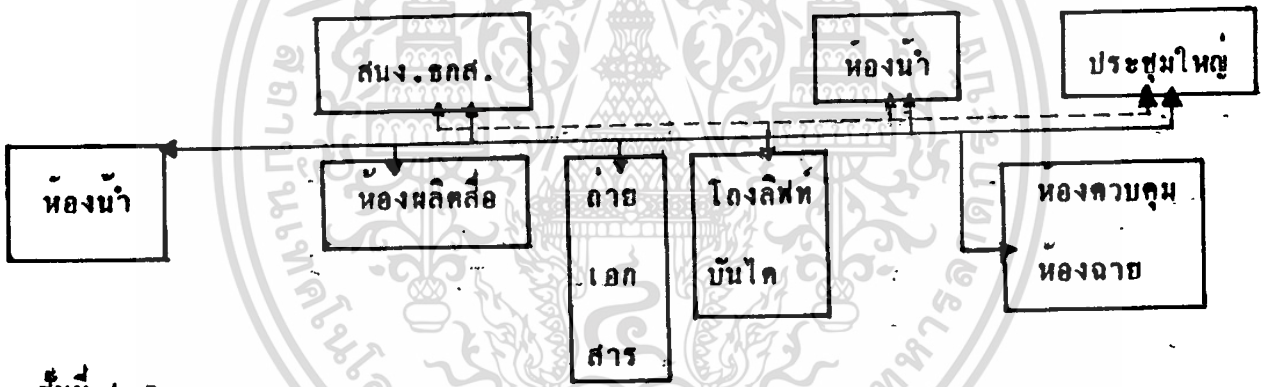 สนง.ธกส.
ห้องน้ำ
ประชุมใหญ่
ห้องน้ำ
ห้องผลิตสื่อ
ถ่าย
เอก
สาร
โถงลิฟท์
บันได
ห้องควบคุม
ห้องฉาย
ชั้นที่